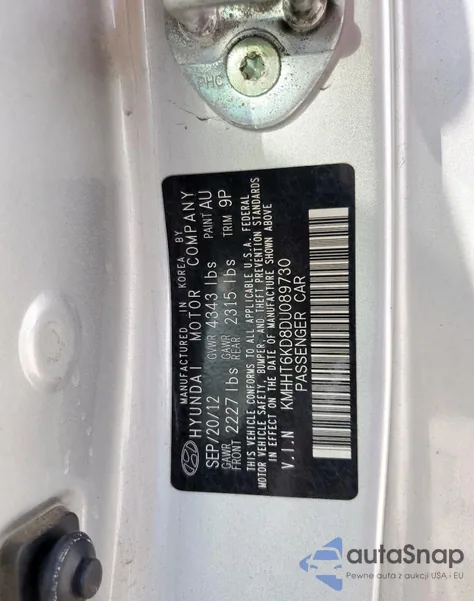 PHC
MANUFACTURED IN KOREA BY
HYUNDAI MOTOR COMPANY
SEP/20/12 GVWR 4343 lbs PAINT AU
GAWR FRONT 2227 lbs GAWR REAR 2315 lbs TRIM 9P
THIS VEHICLE CONFORMS TO ALL APPLICABLE U.S.A. FEDERAL
MOTOR VEHICLE SAFETY, BUMPER, AND THEFT PREVENTION STANDARDS
IN EFFECT ON THE DATE OF MANUFACTURE SHOWN ABOVE
V.I.N KMHHT6KD8DU089730
PASSENGER CAR
autoSnap
Pewne auta z aukcji USA - EU